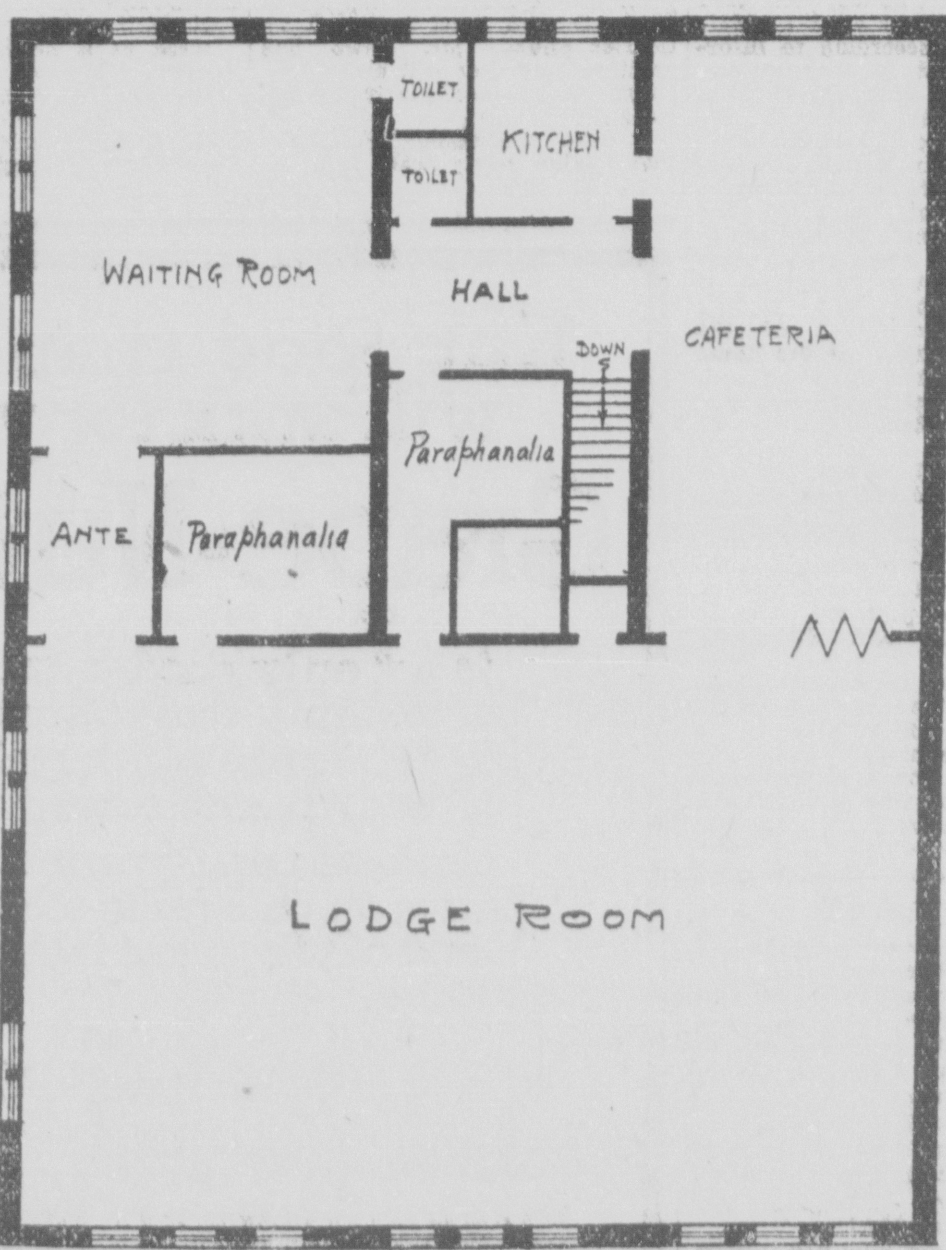 TOILET
KITCHEN
TOILET
WAITING ROOM
HALL
CAFETERIA
DOWN
Paraphanalia
ANTE
Paraphanalia
LODGE ROOM